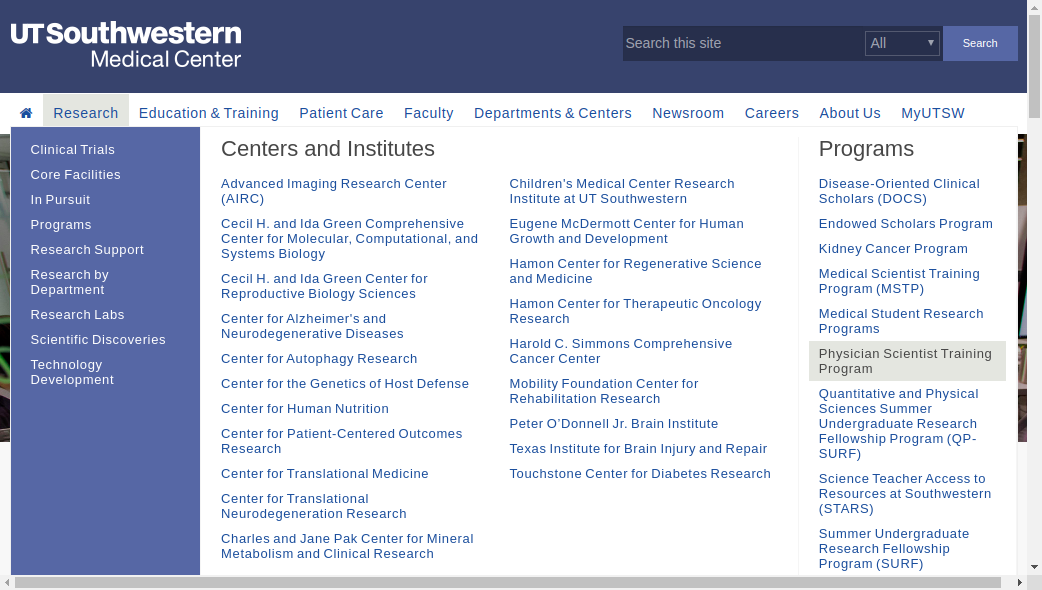 UTSouthwestern
Medical Center
Search this site
All
Search
Research
Education & Training
Patient Care
Faculty
Departments & Centers
Newsroom
Careers
About Us
MyUTSW
Clinical Trials
Core Facilities
In Pursuit
Programs
Research Support
Research by
Department
Research Labs
Scientific Discoveries
Technology
Development
Centers and Institutes
Advanced Imaging Research Center
(AIRC)
Cecil H. and Ida Green Comprehensive
Center for Molecular, Computational, and
Systems Biology
Cecil H. and Ida Green Center for
Reproductive Biology Sciences
Center for Alzheimer's and
Neurodegenerative Diseases
Center for Autophagy Research
Center for the Genetics of Host Defense
Center for Human Nutrition
Center for Patient-Centered Outcomes
Research
Center for Translational Medicine
Center for Translational
Neurodegeneration Research
Charles and Jane Pak Center for Mineral
Metabolism and Clinical Research
Children's Medical Center Research
Institute at UT Southwestern
Eugene McDermott Center for Human
Growth and Development
Hamon Center for Regenerative Science
and Medicine
Hamon Center for Therapeutic Oncology
Research
Harold C. Simmons Comprehensive
Cancer Center
Mobility Foundation Center for
Rehabilitation Research
Peter O’Donnell Jr. Brain Institute
Texas Institute for Brain Injury and Repair
Touchstone Center for Diabetes Research
Programs
Disease-Oriented Clinical
Scholars (DOCS)
Endowed Scholars Program
Kidney Cancer Program
Medical Scientist Training
Program (MSTP)
Medical Student Research
Programs
Physician Scientist Training
Program
Quantitative and Physical
Sciences Summer
Undergraduate Research
Fellowship Program (QP-
SURF)
Science Teacher Access to
Resources at Southwestern
(STARS)
Summer Undergraduate
Research Fellowship
Program (SURF)